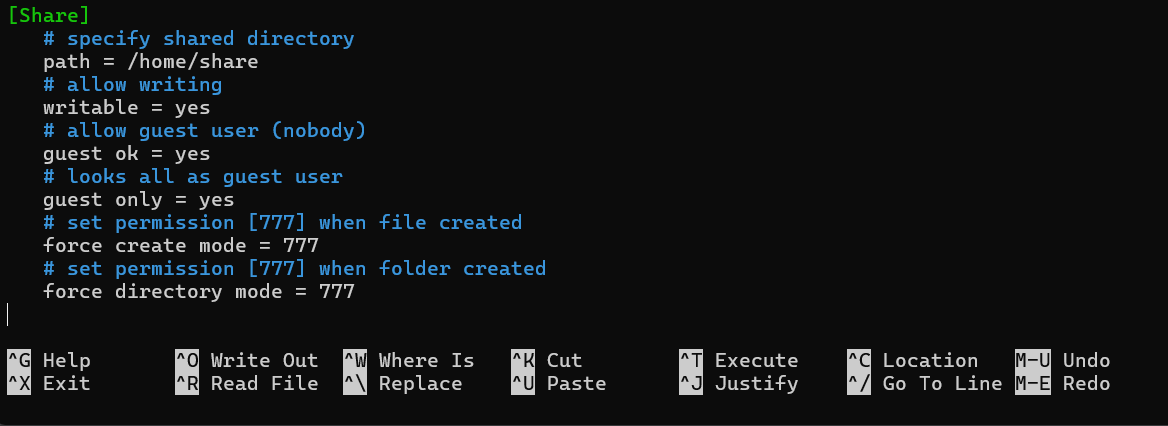 [Share]
# specify shared directory
path = /home/share
# allow writing
writable = yes
# allow guest user (nobody)
guest ok = yes
# looks all as guest user
guest only = yes
# set permission [777] when file created
force create mode = 777
# set permission [777] when folder created
force directory mode = 777
^G Help ^O Write Out ^W Where Is ^K Cut ^T Execute ^C Location M-U Undo
^X Exit ^R Read File ^\ Replace ^U Paste ^J Justify ^/ Go To Line M-E Redo